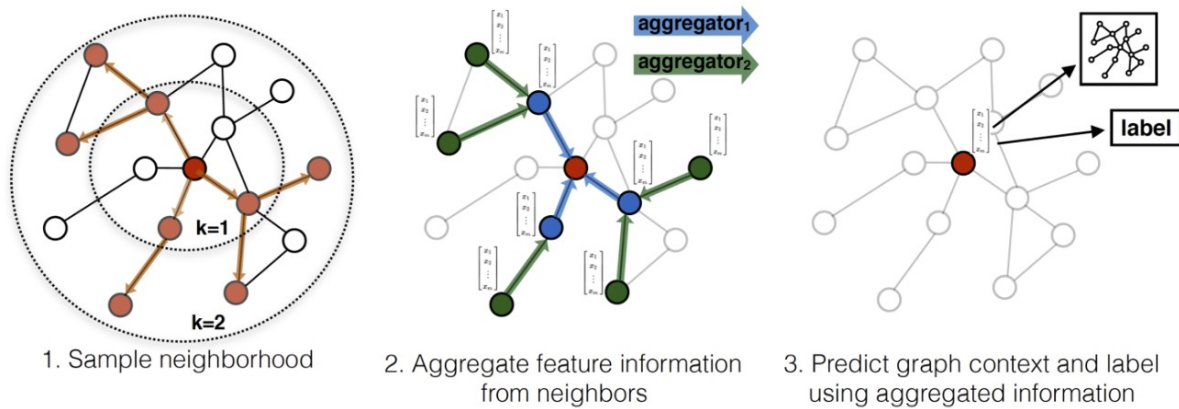 aggregator₁
aggregator₂
label
k=1
k=2
1. Sample neighborhood
2. Aggregate feature information
from neighbors
3. Predict graph context and label
using aggregated information